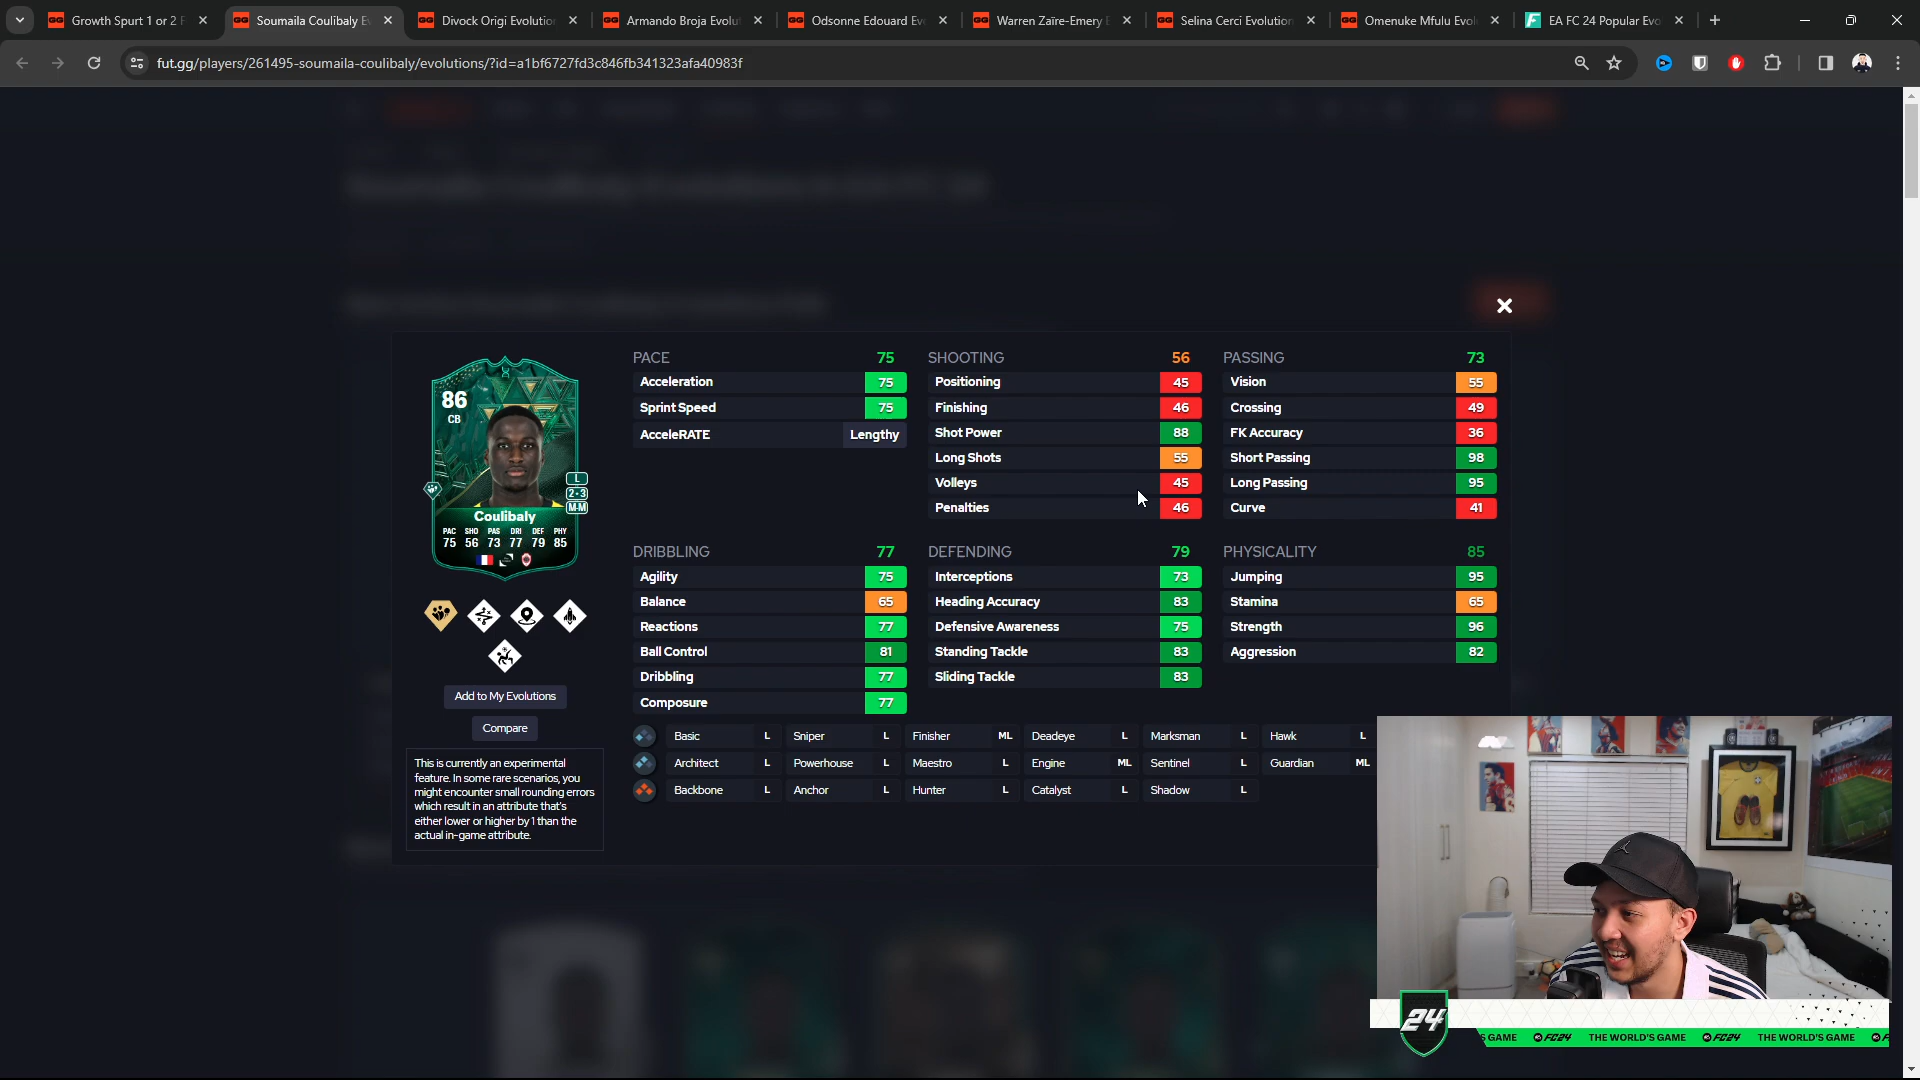 Growth Spurt 1 or 2 F
Soumaila Coulibaly E
Divock Origi Evolution
Armando Broja Evolu
Odsonne Edouard Ev
Warren Zaïre-Emery E
Selina Cerci Evolution
Omenuke Mfulu Evol
EA FC 24 Popular Evo
fut.gg/players/261495-soumaila-coulibaly/evolutions/?id=a1bf6727fd3c846fb341323afa40983f
86
CB
L
2•3
M-M
Coulibaly
PAC SHO PAS DRI DEF PHY
75 56 73 77 79 85
Add to My Evolutions
Compare
This is currently an experimental
feature. In some rare scenarios, you
might encounter small rounding errors
which result in an attribute that's
either lower or higher by 1 than the
actual in-game attribute.
PACE 75
Acceleration 75
Sprint Speed 75
AcceleRATE Lengthy
SHOOTING 56
Positioning 45
Finishing 46
Shot Power 88
Long Shots 55
Volleys 45
Penalties 46
PASSING 73
Vision 55
Crossing 49
FK Accuracy 36
Short Passing 98
Long Passing 95
Curve 41
DRIBBLING 77
Agility 75
Balance 65
Reactions 77
Ball Control 81
Dribbling 77
Composure 77
DEFENDING 79
Interceptions 73
Heading Accuracy 83
Defensive Awareness 75
Standing Tackle 83
Sliding Tackle 83
PHYSICALITY 85
Jumping 95
Stamina 65
Strength 96
Aggression 82
Basic L Sniper L Finisher ML Deadeye L Marksman L Hawk L
Architect L Powerhouse L Maestro L Engine ML Sentinel L Guardian ML
Backbone L Anchor L Hunter L Catalyst L Shadow L
24
S GAME FC24 THE WORLD'S GAME FC24 THE WORLD'S GAME